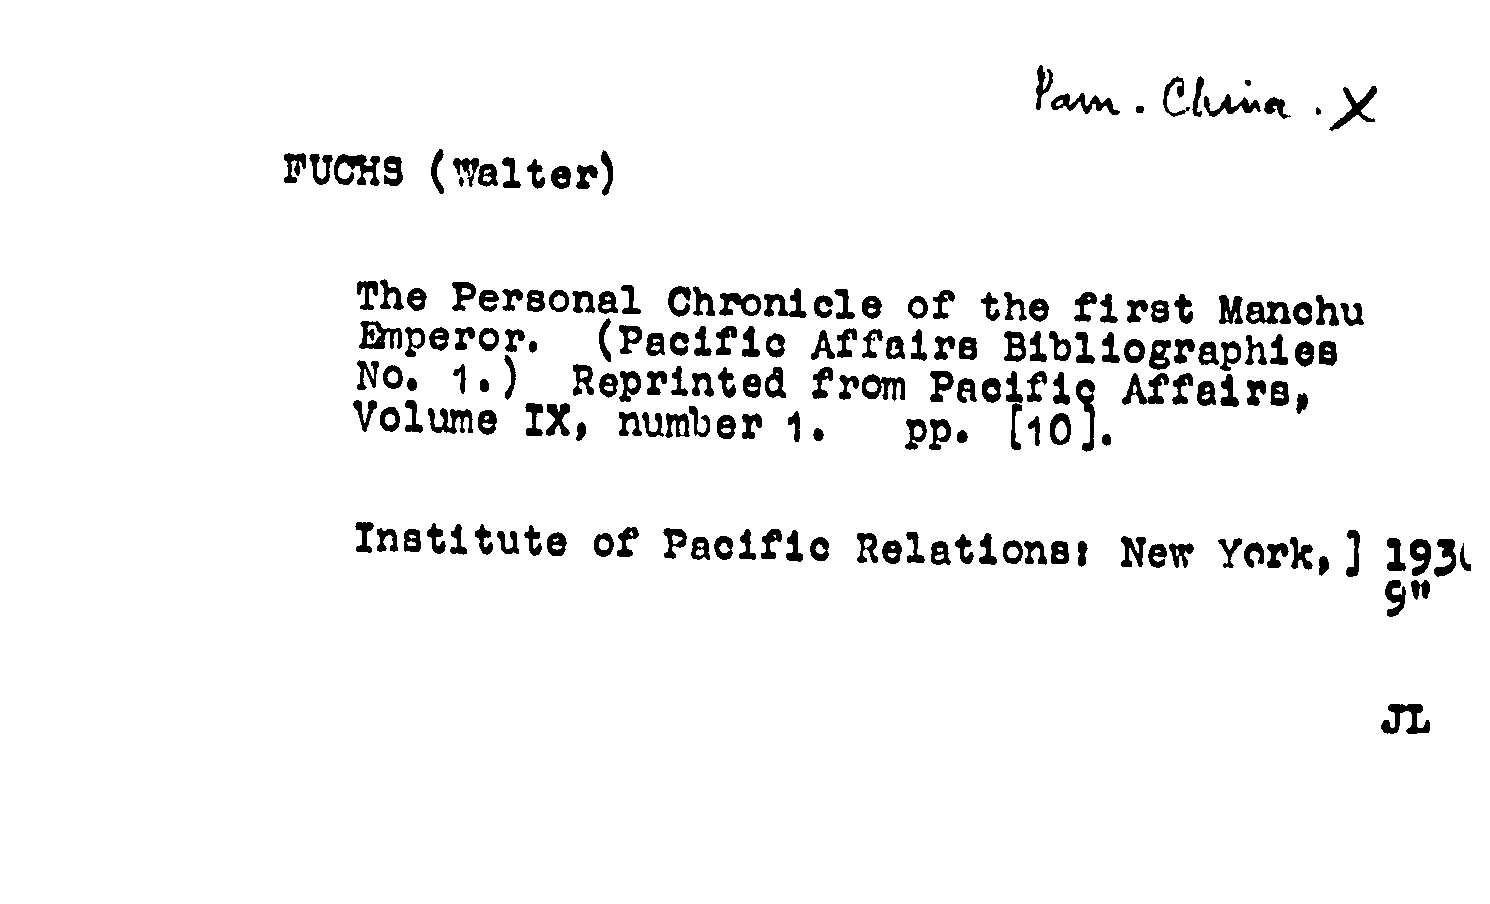 Pam. China. X
FUCHS (Walter)
The Personal Chronicle of the first Manchu
Emperor. (Pacific Affairs Bibliographies
No. 1.) Reprinted from Pacific Affairs,
Volume IX, number 1. pp. [10].
Institute of Pacific Relations: New York,] 193
9"
JL